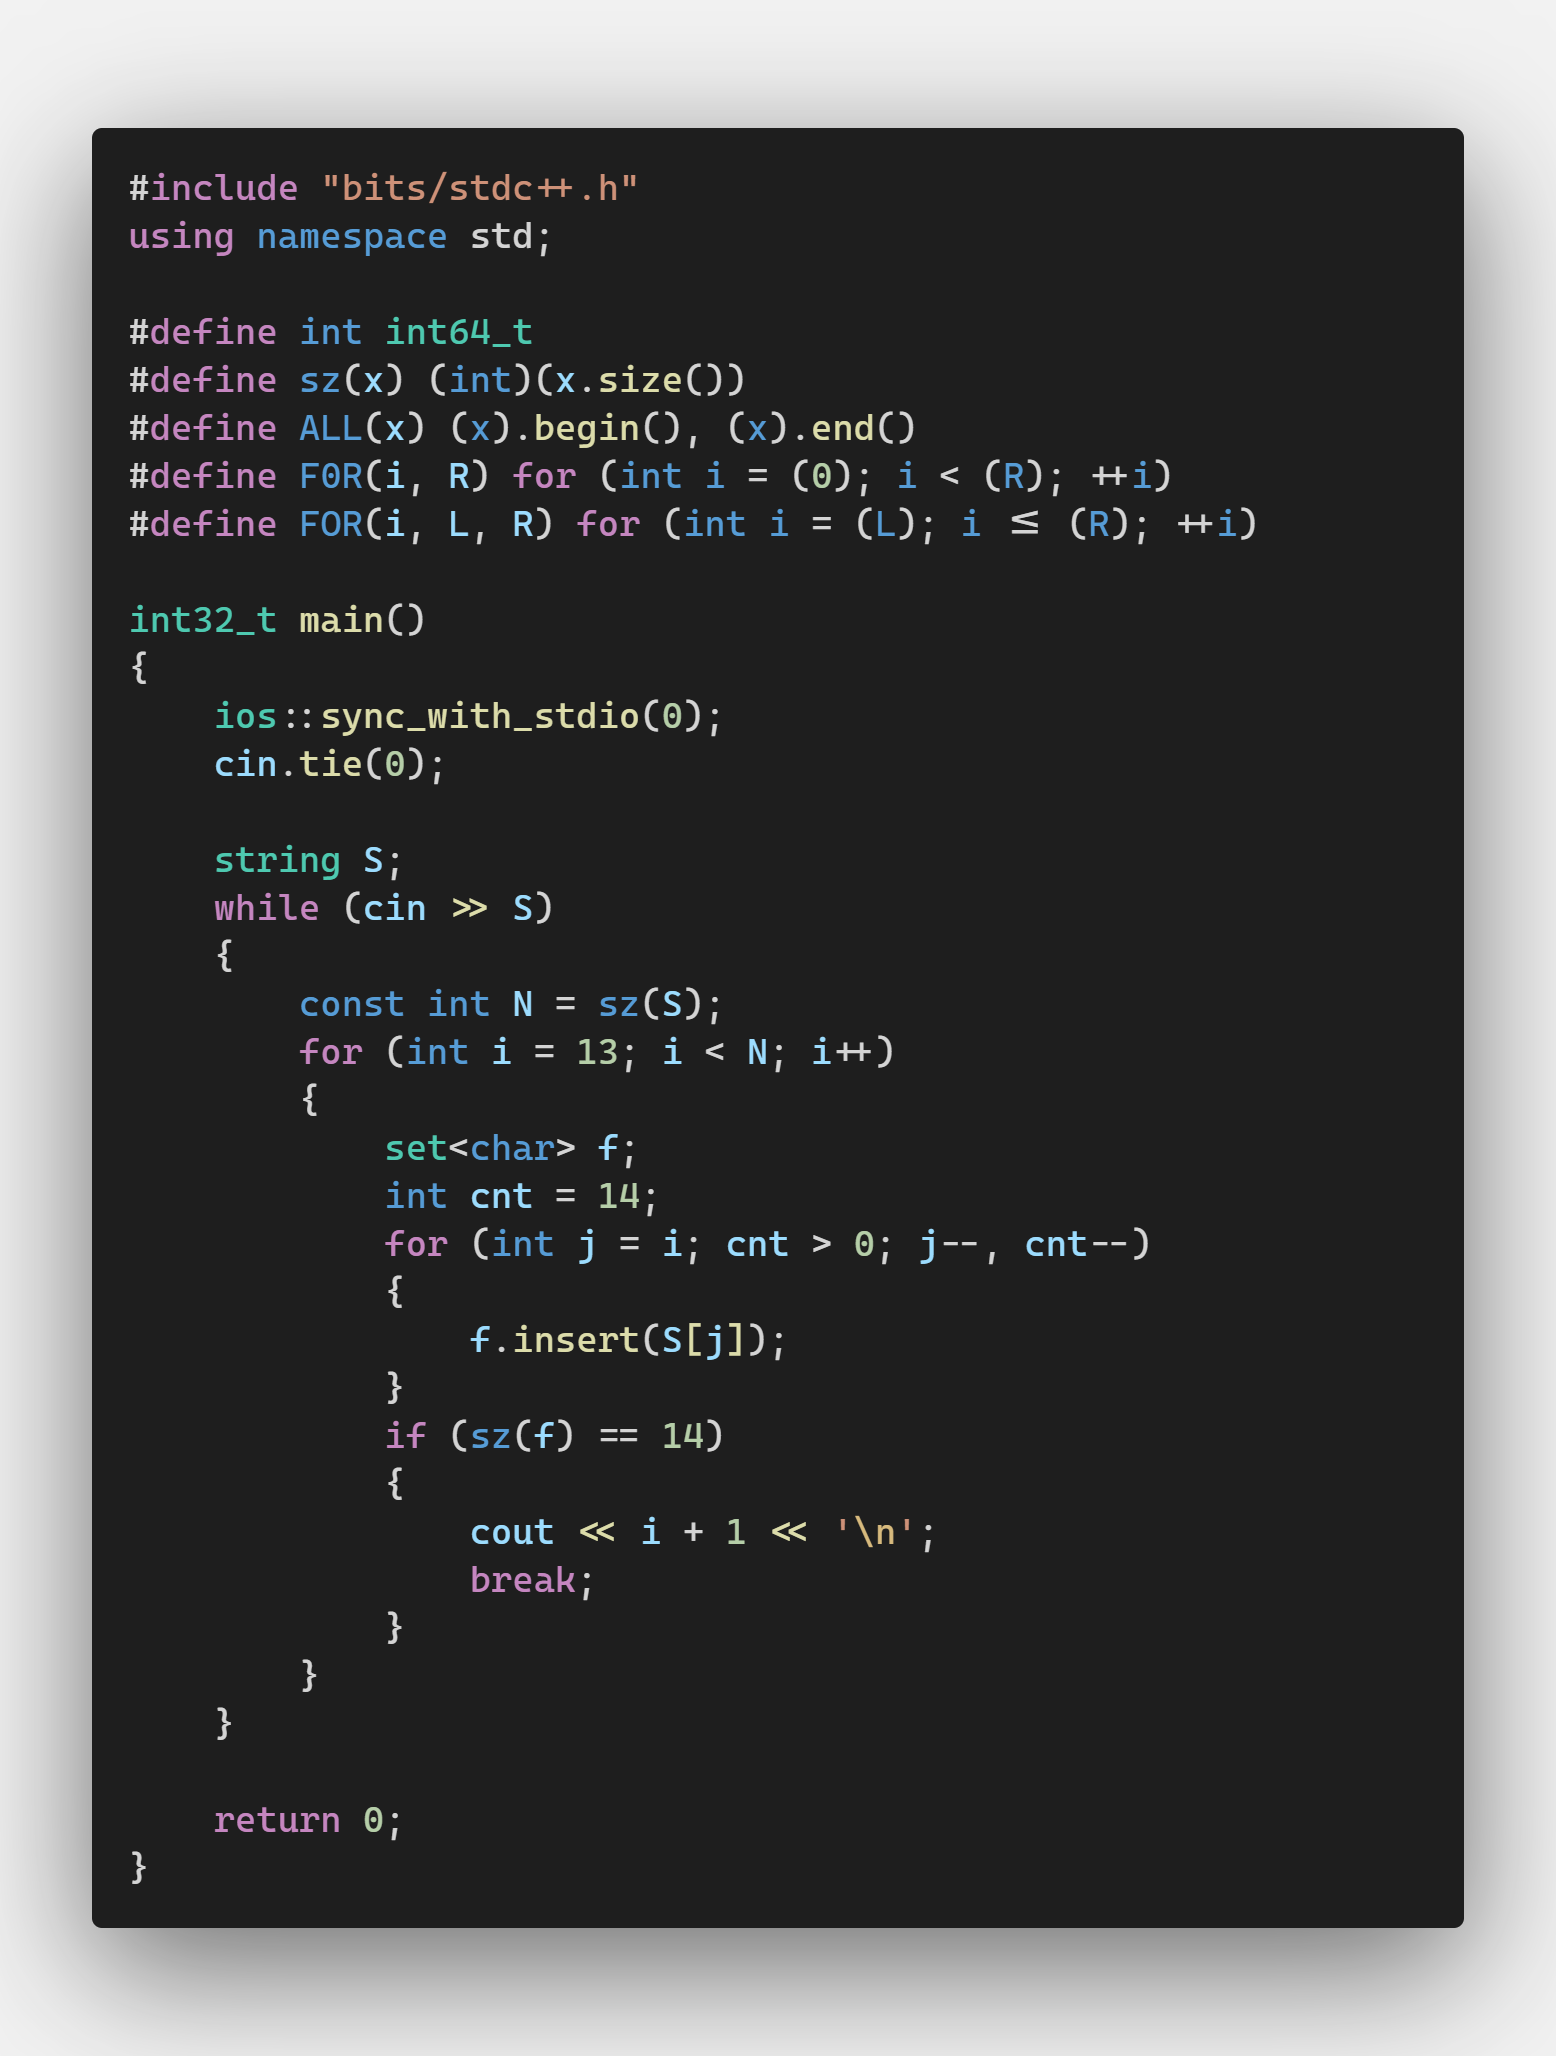 #include "bits/stdc++.h"
using namespace std;

#define int int64_t
#define sz(x) (int)(x.size())
#define ALL(x) (x).begin(), (x).end()
#define F0R(i, R) for (int i = (0); i < (R); ++i)
#define FOR(i, L, R) for (int i = (L); i <= (R); ++i)

int32_t main()
{
    ios::sync_with_stdio(0);
    cin.tie(0);

    string S;
    while (cin >> S)
    {
        const int N = sz(S);
        for (int i = 13; i < N; i++)
        {
            set<char> f;
            int cnt = 14;
            for (int j = i; cnt > 0; j--, cnt--)
            {
                f.insert(S[j]);
            }
            if (sz(f) == 14)
            {
                cout << i + 1 << '\n';
                break;
            }
        }
    }

    return 0;
}